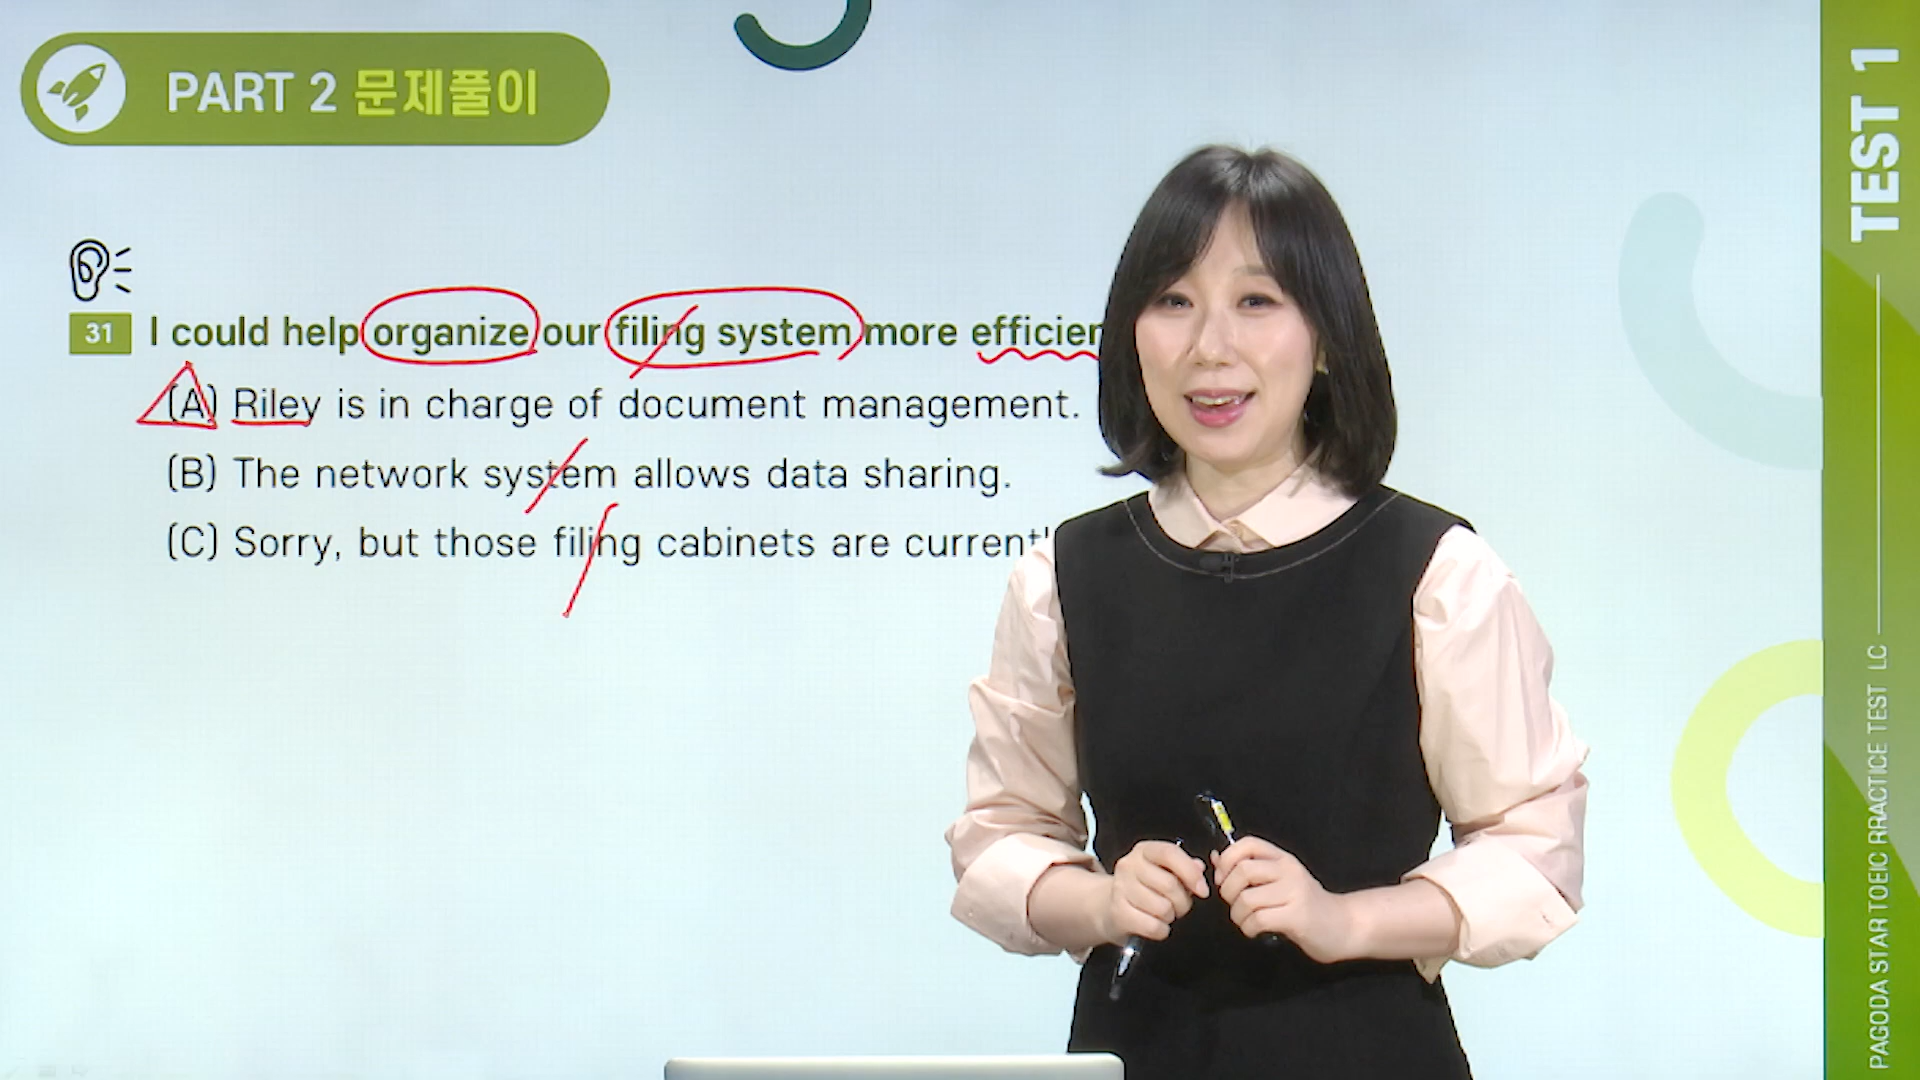 PART 2 문제풀이
31 I could help organize our filing system more
(A) Riley is in charge of document management.
(B) The network system allows data sharing.
(C) Sorry, but those filing cabinets are
TEST 1
PAGODA STAR TOEIC RRACTICE TEST LC